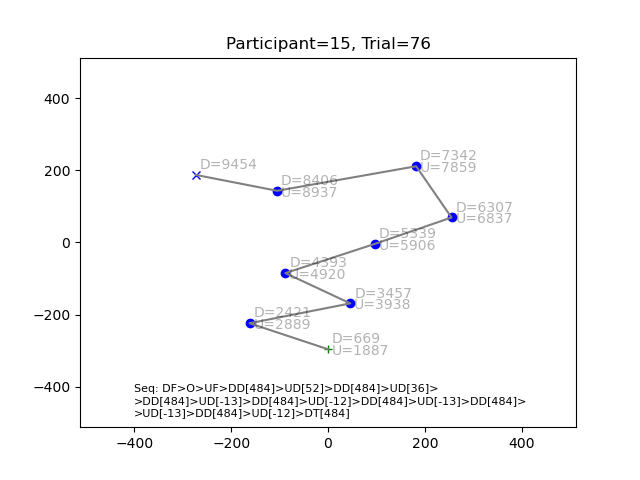 Participant=15, Trial=76
400
200
0
−200
−400
−400
−200
0
200
400
D=9454
D=8406
U=8937
D=7342
U=7859
D=6307
U=6837
D=5339
U=5906
D=4393
U=4920
D=3457
U=3938
D=2421
U=2889
D=669
U=1887
Seq: DF>O>UF>DD[484]>UD[52]>DD[484]>UD[36]>
>DD[484]>UD[-13]>DD[484]>UD[-12]>DD[484]>UD[-13]>DD[484]>
>UD[-13]>DD[484]>UD[-12]>DT[484]